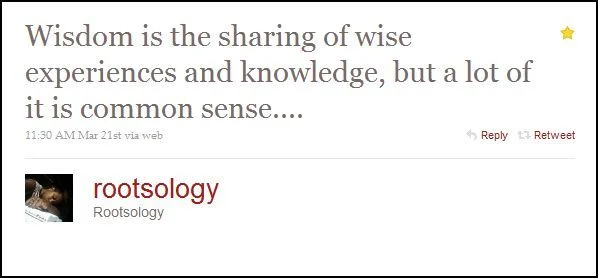 Wisdom is the sharing of wise
experiences and knowledge, but a lot of
it is common sense....
11:30 AM Mar 21st via web
Reply Retweet
rootsology
Rootsology